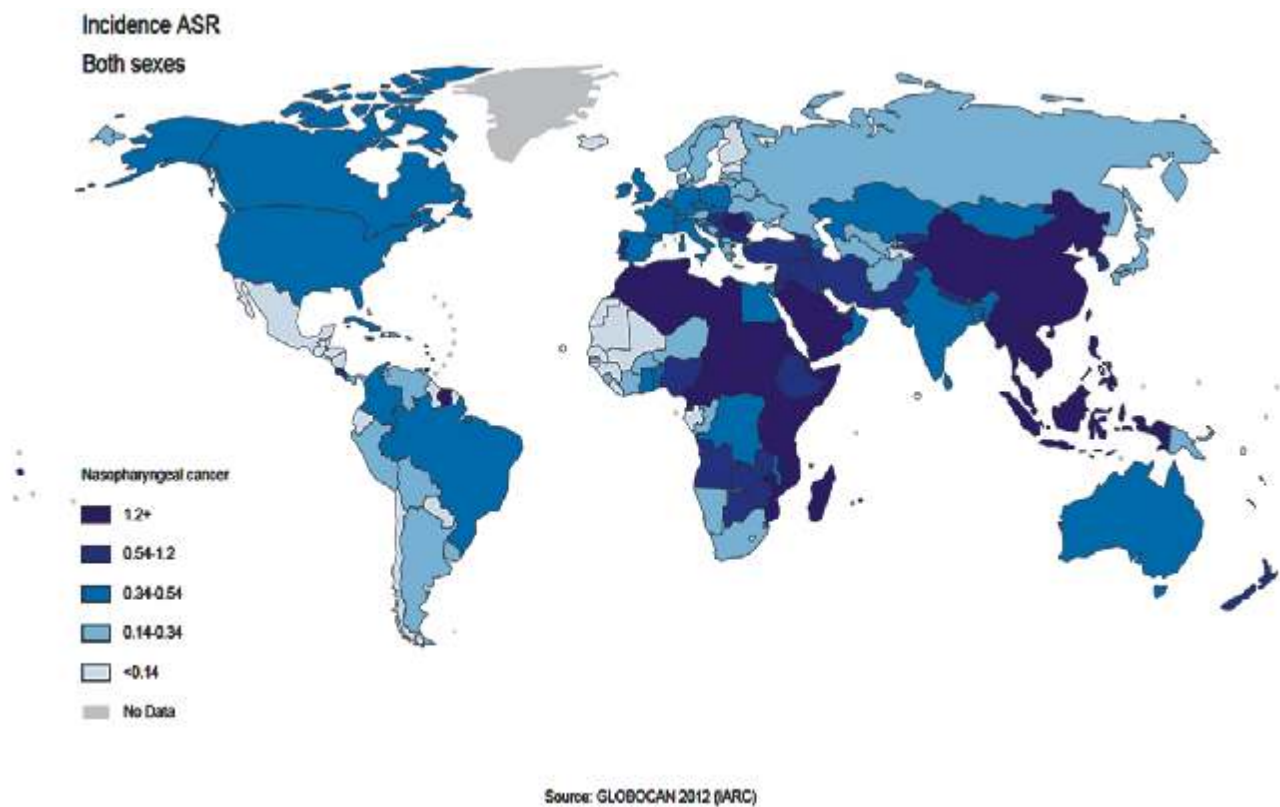 Incidence ASR
Both sexes
Nasopharyngeal cancer
1.2+
0.54-1.2
0.34-0.54
0.14-0.34
<0.14
No Data
Source: GLOBOCAN 2012 (IARC)